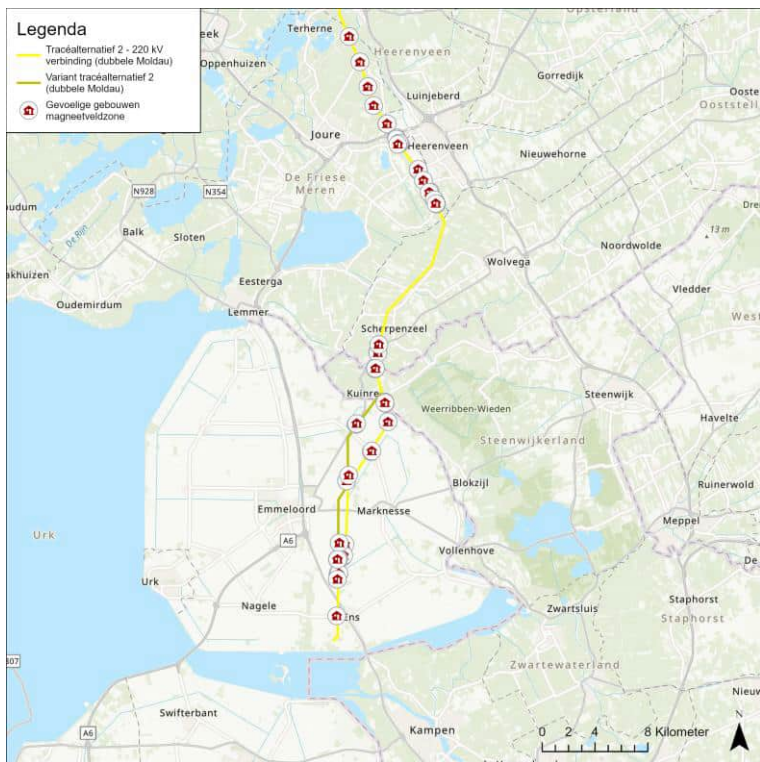 Legenda
Tracéalternatief 2 - 220 kV
verbinding (dubbele Moldau)
Variant tracéalternatief 2
(dubbele Moldau)
Gevoelige gebouwen
magneetveldzone
Terherne
Heerenveen
Oppenhuizen
Gorredijk
Luinjeberd
Joure
Heerenveen
Nieuwehorne
De Friese
Meren
N928
N354
De Rijn
Balk
Sloten
13 m
Noordwolde
Wolvega
Eesterga
Vledder
Oudemirdum
Lemmer
Scherpenzeel
Kuinre
Steenwijk
Weerribben-Wieden
Havelte
Steenwijkerland
Blokzijl
Ruinerwold
Emmeloord
Marknesse
Meppel
Urk
A6
Vollenhove
Urk
Staphorst
Nagele
Ens
Zwartsluis
Staphorst
Zwartewaterland
Swifterbant
A6
Kampen
0 2 4 8 Kilometer
N